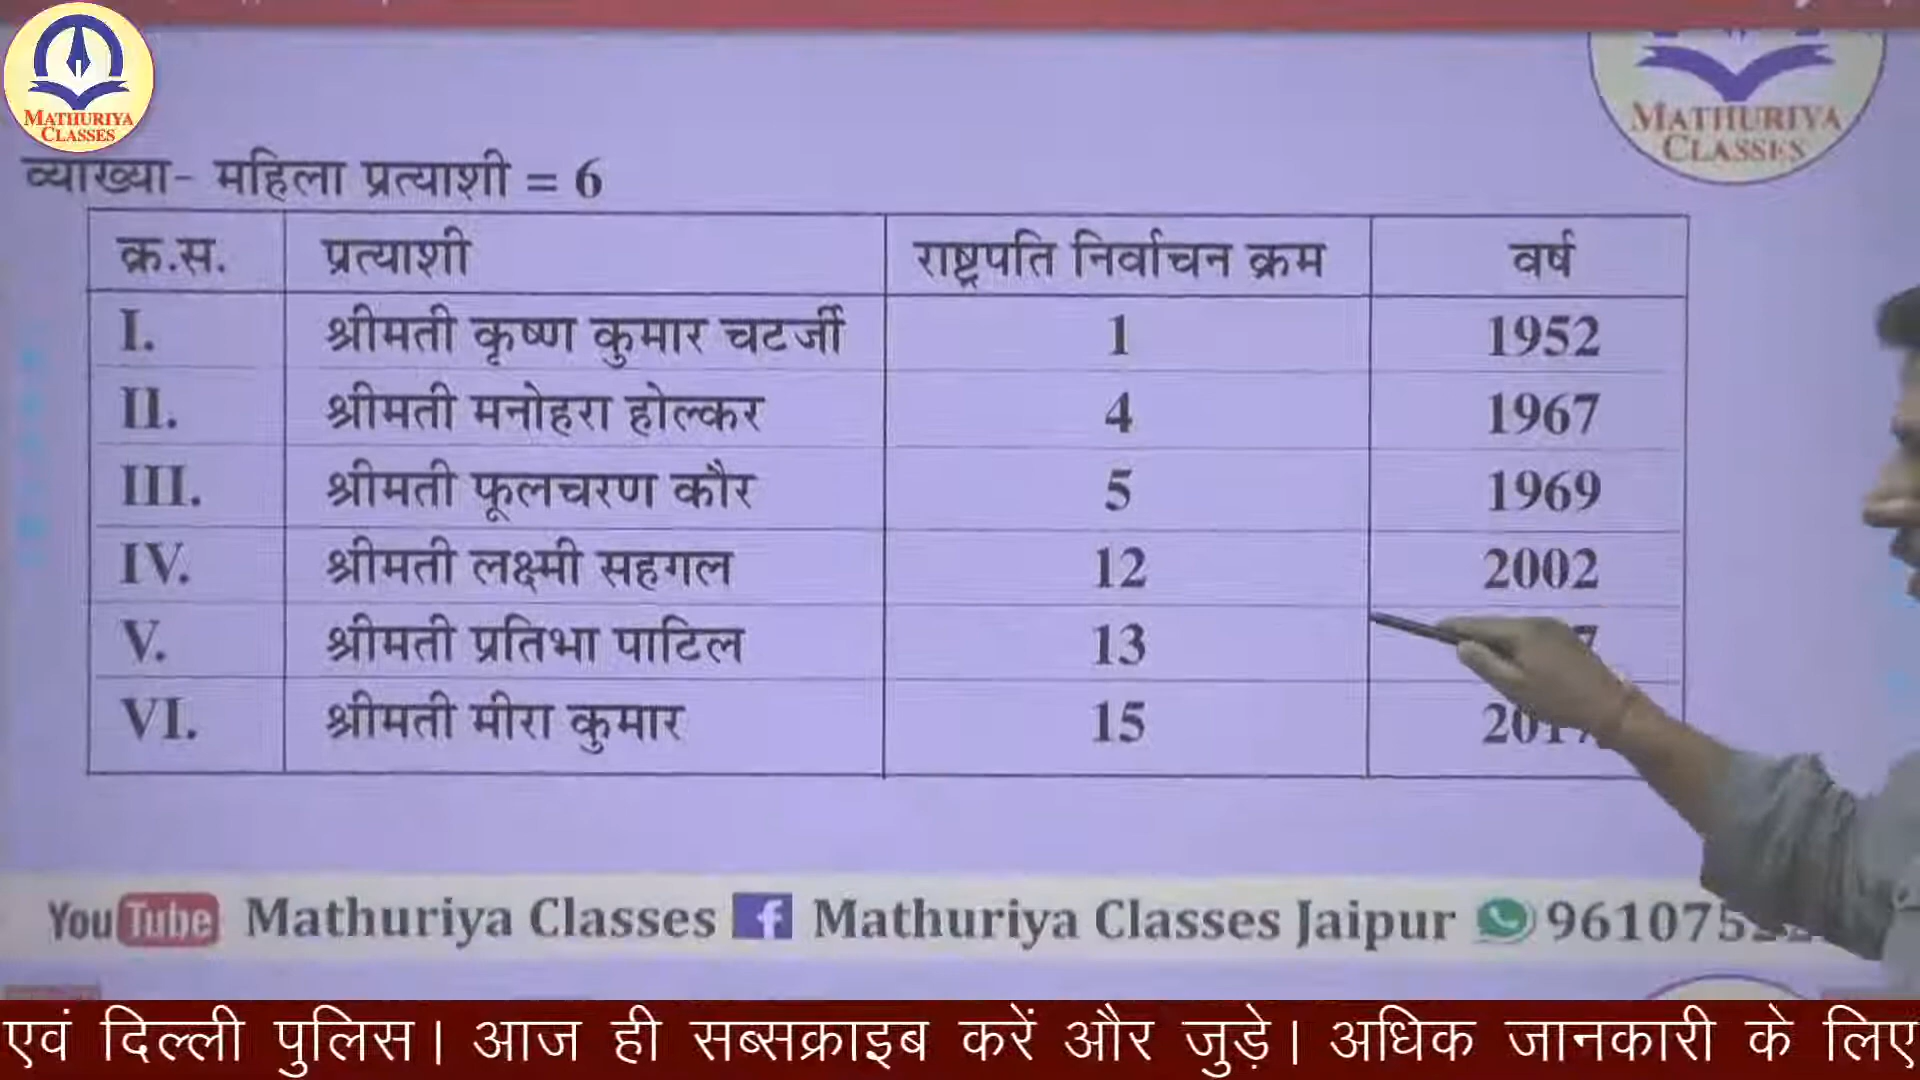 MATHURIYA
CLASSES
MATHURIYA
CLASSES
व्याख्या- महिला प्रत्याशी = 6
क्र.स. प्रत्याशी राष्ट्रपति निर्वाचन क्रम वर्ष
I. श्रीमती कृष्ण कुमार चटर्जी 1 1952
II. श्रीमती मनोहरा होल्कर 4 1967
III. श्रीमती फूलचरण कौर 5 1969
IV. श्रीमती लक्ष्मी सहगल 12 2002
V. श्रीमती प्रतिभा पाटिल 13
VI. श्रीमती मीरा कुमार 15 2017
YouTube Mathuriya Classes f Mathuriya Classes Jaipur
एवं दिल्ली पुलिस। आज ही सब्सक्राइब करें और जुड़े। अधिक जानकारी के लिए